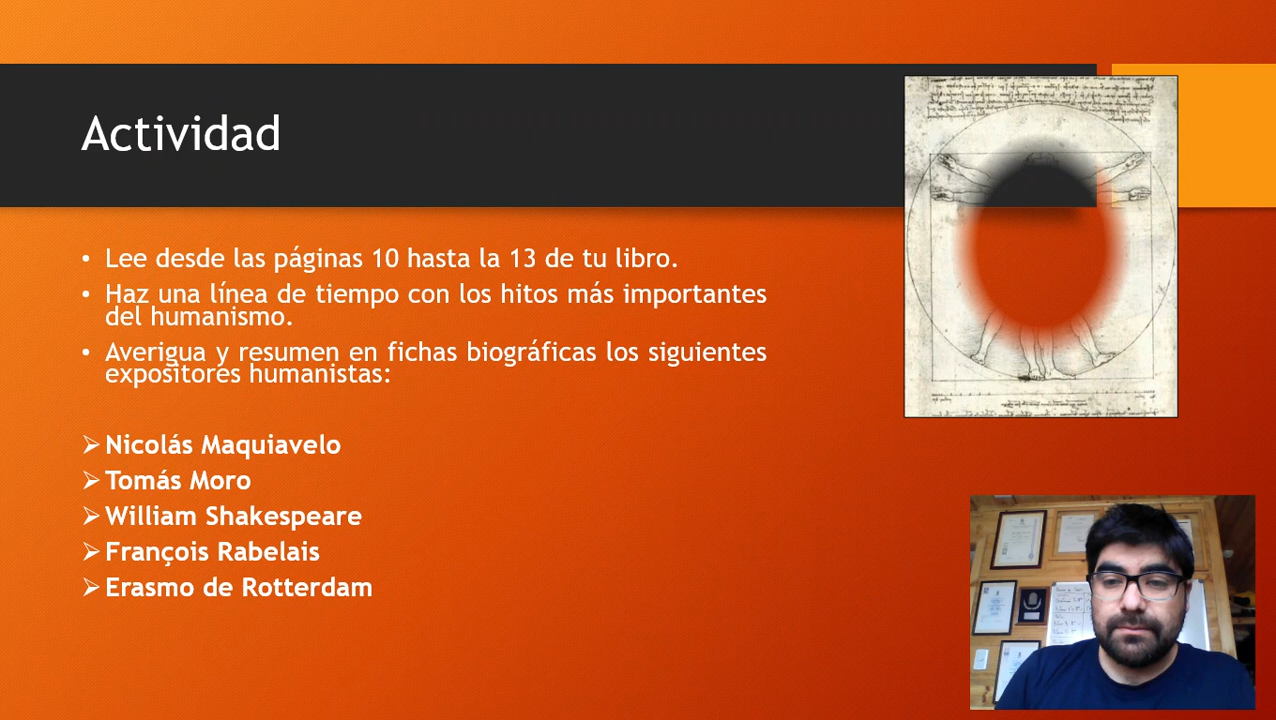 Actividad
• Lee desde las páginas 10 hasta la 13 de tu libro.
• Haz una línea de tiempo con los hitos más importantes
del humanismo.
• Averigua y resumen en fichas biográficas los siguientes
expositores humanistas:
➢ Nicolás Maquiavelo
➢ Tomás Moro
➢ William Shakespeare
➢ François Rabelais
➢ Erasmo de Rotterdam